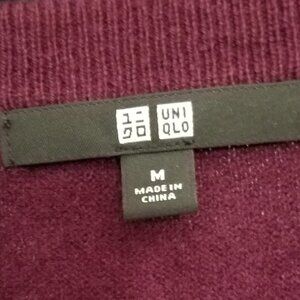 ユニ UNI
クロ QLO
M
MADE IN
CHINA